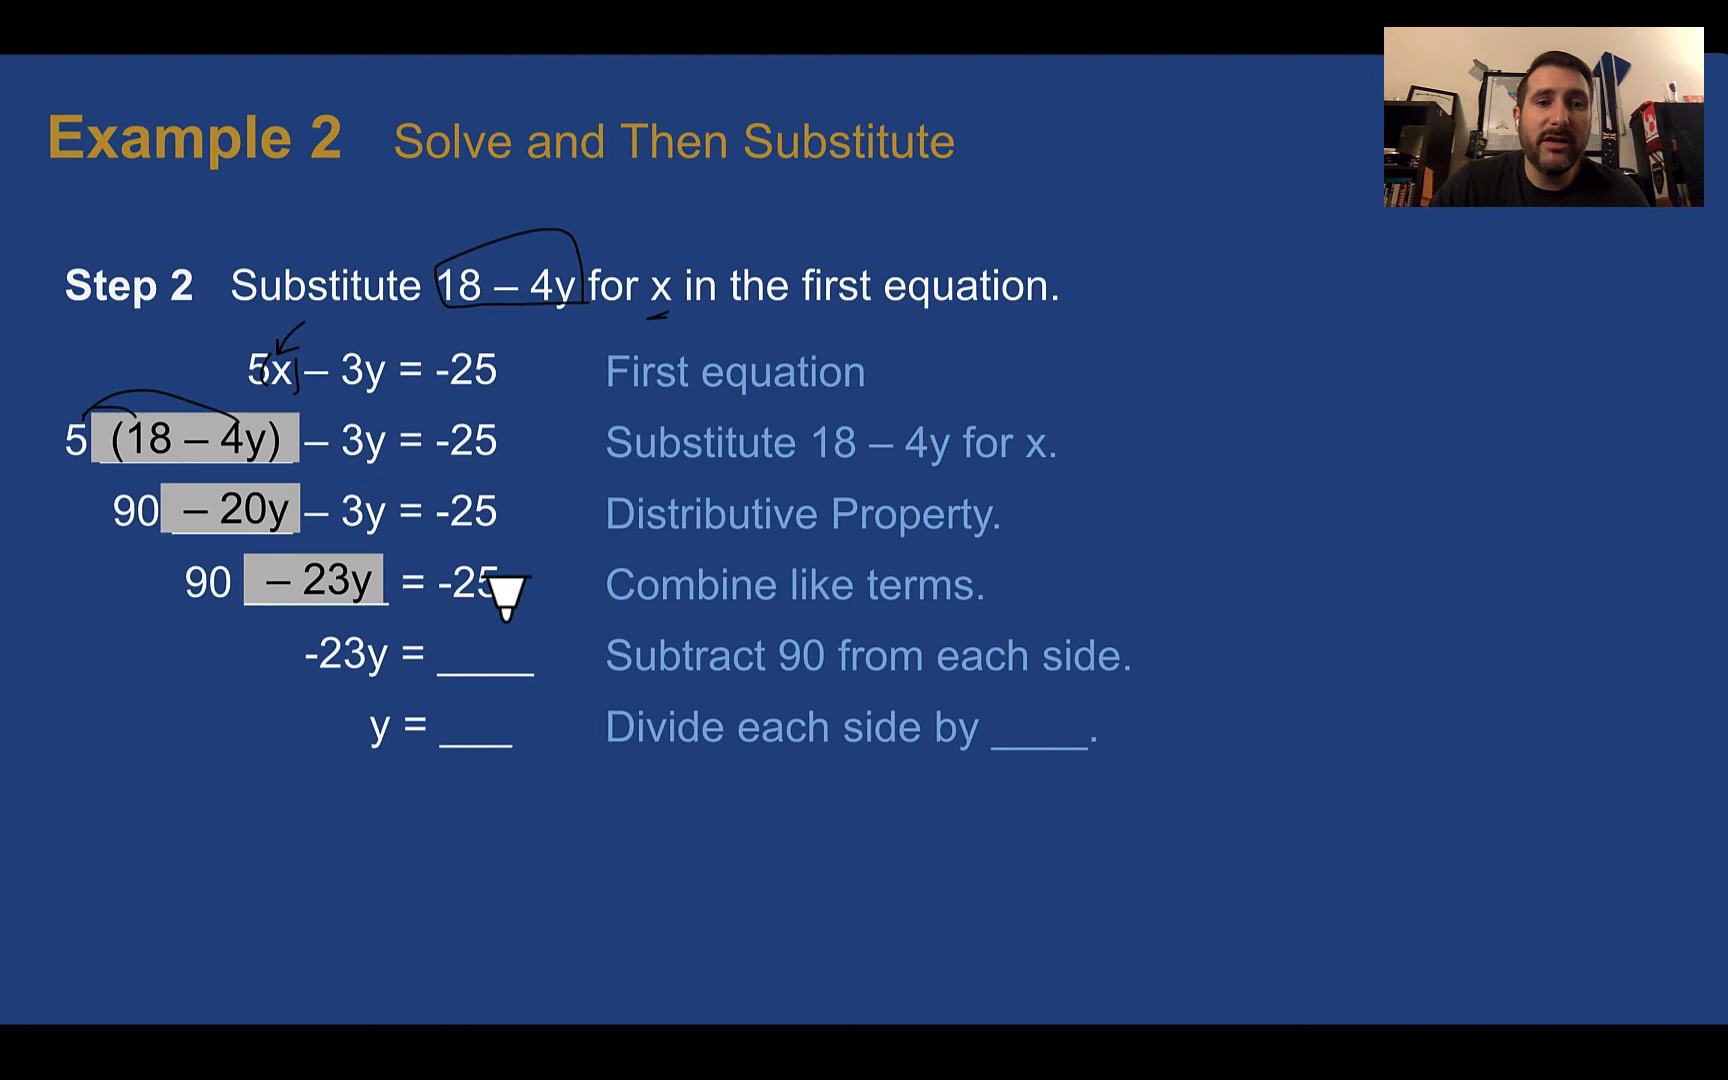 Example 2 Solve and Then Substitute
Step 2 Substitute 18 – 4y for x in the first equation.
5x – 3y = -25 First equation
5 (18 – 4y) – 3y = -25 Substitute 18 – 4y for x.
90 – 20y – 3y = -25 Distributive Property.
90 – 23y = -25 Combine like terms.
-23y = ____ Subtract 90 from each side.
y = ___ Divide each side by ____.